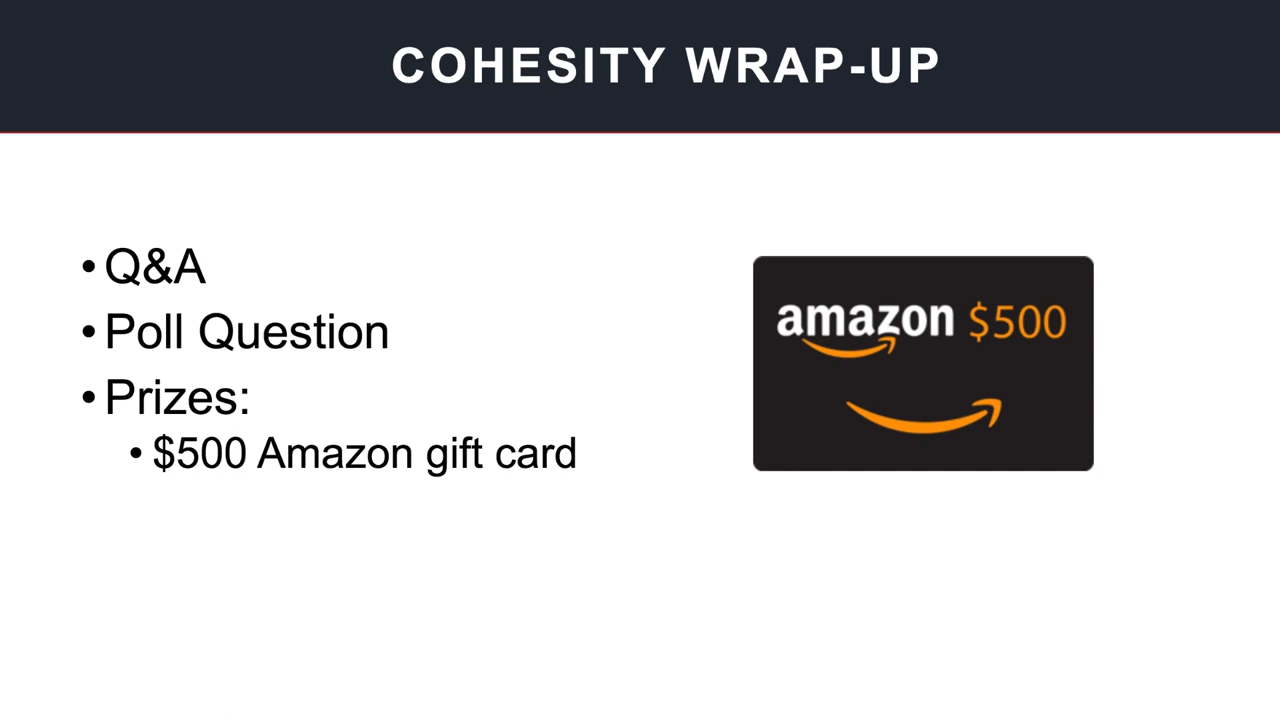 COHESITY WRAP-UP
• Q&A
• Poll Question
• Prizes:
• $500 Amazon gift card
amazon $500